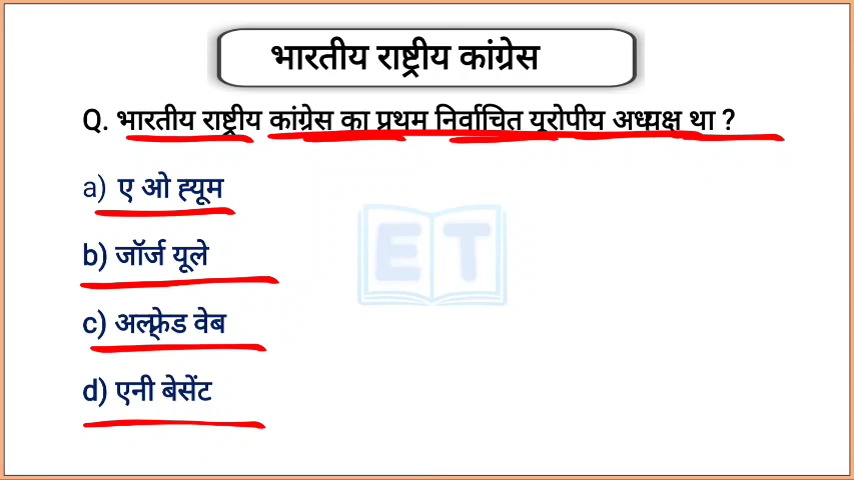 भारतीय राष्ट्रीय कांग्रेस
Q. भारतीय राष्ट्रीय कांग्रेस का प्रथम निर्वाचित यूरोपीय अध्यक्ष था ?
a) ए ओ ह्यूम
ET
b) जॉर्ज यूले
c) अल्फ्रेड वेब
d) एनी बेसेंट